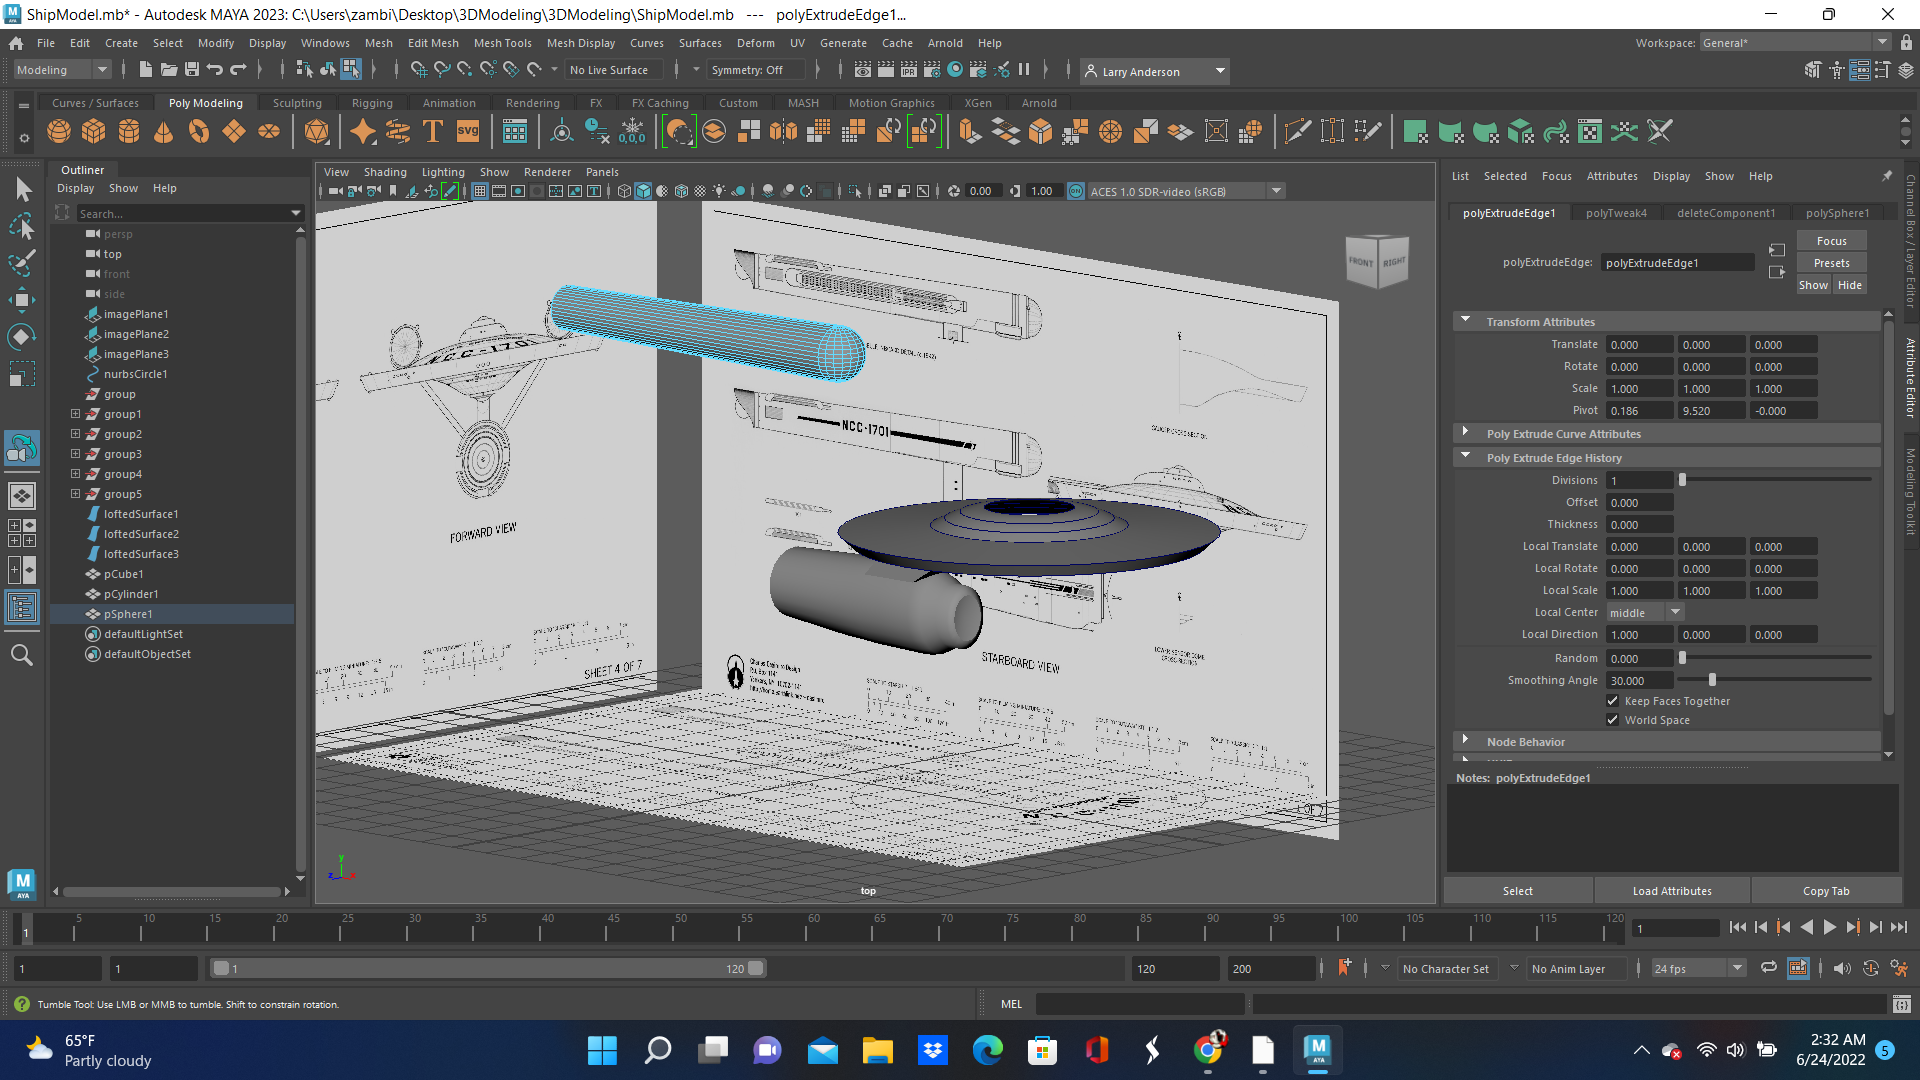 ShipModel.mb* - Autodesk MAYA 2023: C:\Users\zambi\Desktop\3DModeling\3DModeling\ShipModel.mb --- polyExtrudeEdge1...
File Edit Create Select Modify Display Windows Mesh Edit Mesh Mesh Tools Mesh Display Curves Surfaces Deform UV Generate Cache Arnold Help
Workspace: General*
Modeling
No Live Surface
Symmetry: Off
Larry Anderson
Curves / Surfaces Poly Modeling Sculpting Rigging Animation Rendering FX FX Caching Custom MASH Motion Graphics XGen Arnold
Outliner
Display Show Help
Search...
persp
top
front
side
imagePlane1
imagePlane2
imagePlane3
nurbsCircle1
group
group1
group2
group3
group4
group5
loftedSurface1
loftedSurface2
loftedSurface3
pCube1
pCylinder1
pSphere1
defaultLightSet
defaultObjectSet
View Shading Lighting Show Renderer Panels
0.00 1.00 ACES 1.0 SDR-video (sRGB)
FRONT RIGHT
NCC-1701
NCC-1701
FORWARD VIEW
SHEET 4 OF 7
STARBOARD VIEW
top
List Selected Focus Attributes Display Show Help
polyExtrudeEdge1 polyTweak4 deleteComponent1 polySphere1
polyExtrudeEdge: polyExtrudeEdge1
Focus
Presets
Show Hide
Transform Attributes
Translate 0.000 0.000 0.000
Rotate 0.000 0.000 0.000
Scale 1.000 1.000 1.000
Pivot 0.186 9.520 -0.000
Poly Extrude Curve Attributes
Poly Extrude Edge History
Divisions 1
Offset 0.000
Thickness 0.000
Local Translate 0.000 0.000 0.000
Local Rotate 0.000 0.000 0.000
Local Scale 1.000 1.000 1.000
Local Center middle
Local Direction 1.000 0.000 0.000
Random 0.000
Smoothing Angle 30.000
Keep Faces Together
World Space
Node Behavior
Notes: polyExtrudeEdge1
Select Load Attributes Copy Tab
Channel Box / Layer Editor
Attribute Editor
Modeling Toolkit
5 10 15 20 25 30 35 40 45 50 55 60 65 70 75 80 85 90 95 100 105 110 115 120
1
1
1 1 1 120 120 200 No Character Set No Anim Layer 24 fps
Tumble Tool: Use LMB or MMB to tumble. Shift to constrain rotation.
MEL
65°F
Partly cloudy
2:32 AM
6/24/2022
5